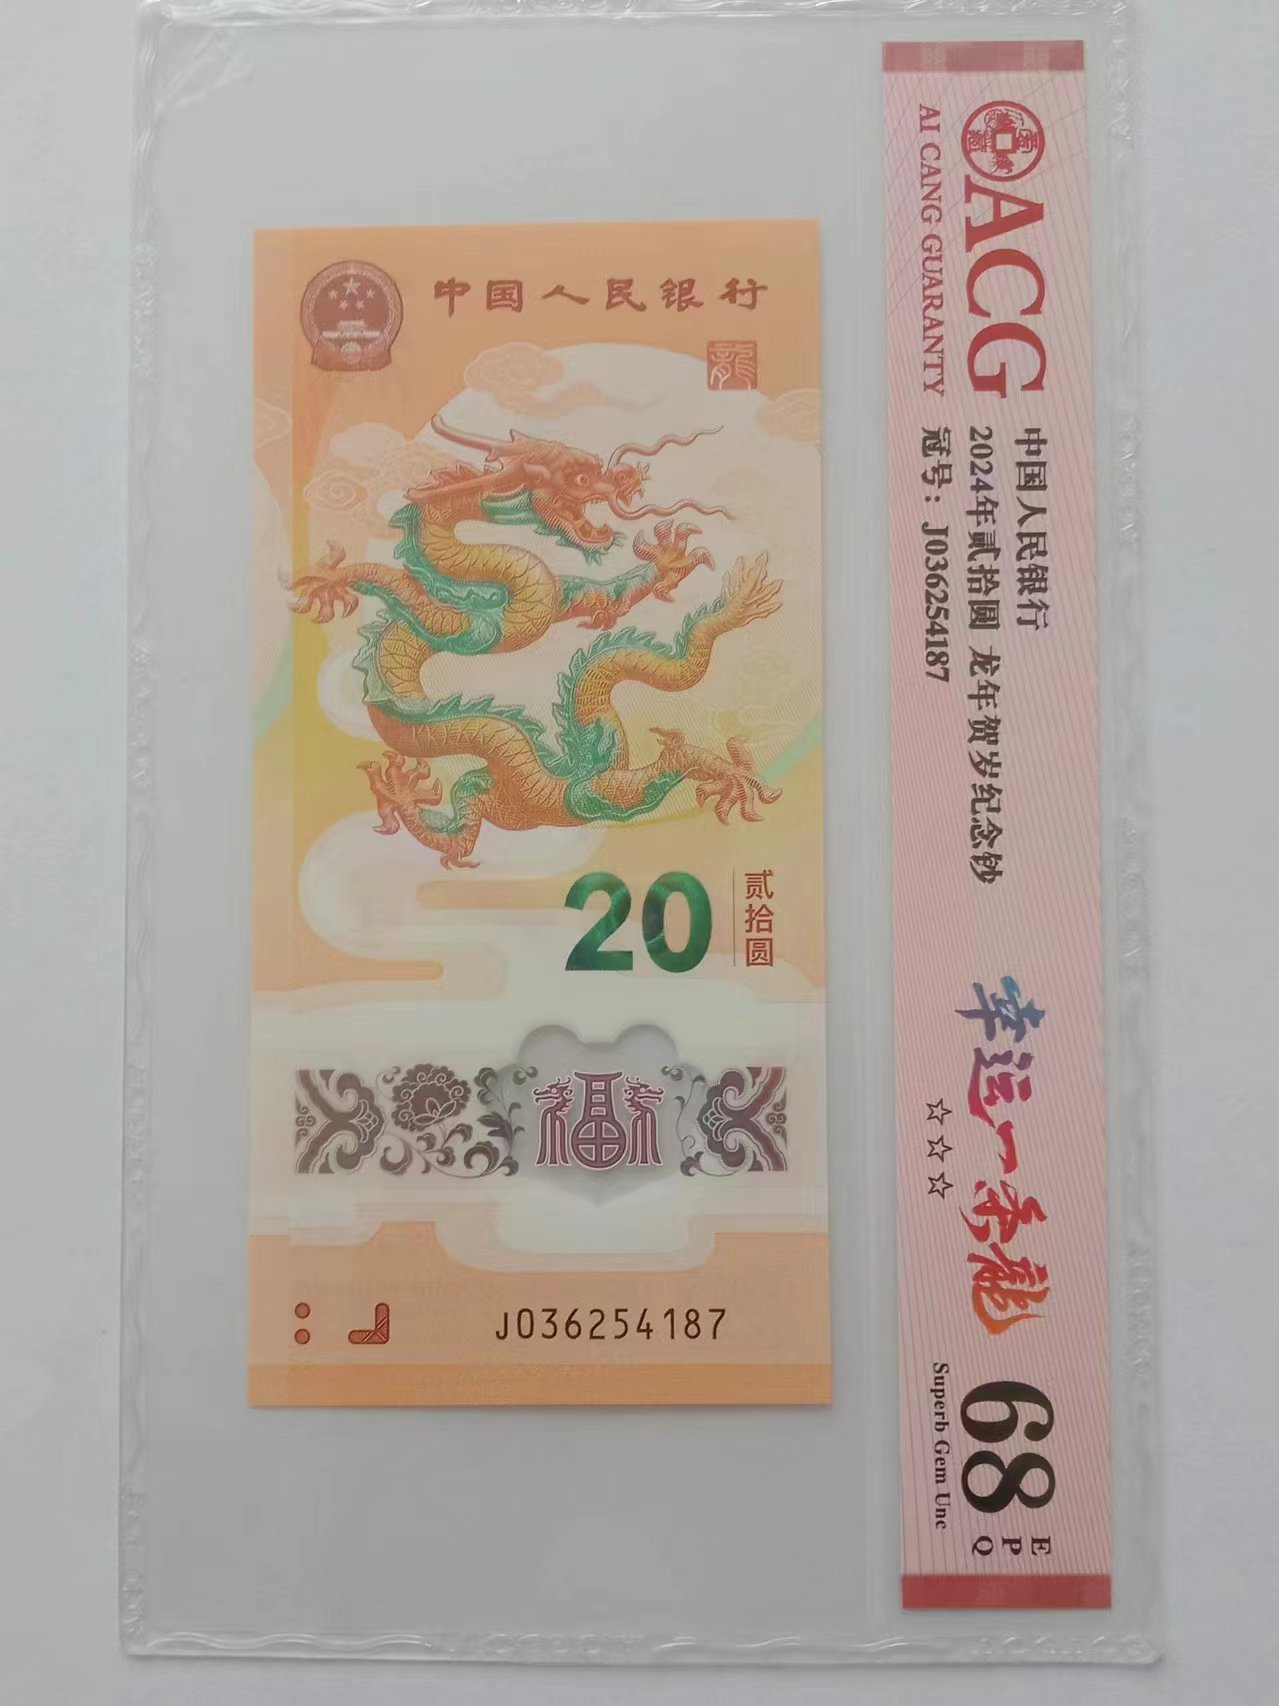 中国人民银行
龍
20
贰拾圆
福
J036254187
ACG
AI CANG GUARANTY
中国人民银行
2024年贰拾圆 龙年贺岁纪念钞
冠号：J036254187
幸运一条龙
☆☆☆
68
EPQ
Superb Gem Unc